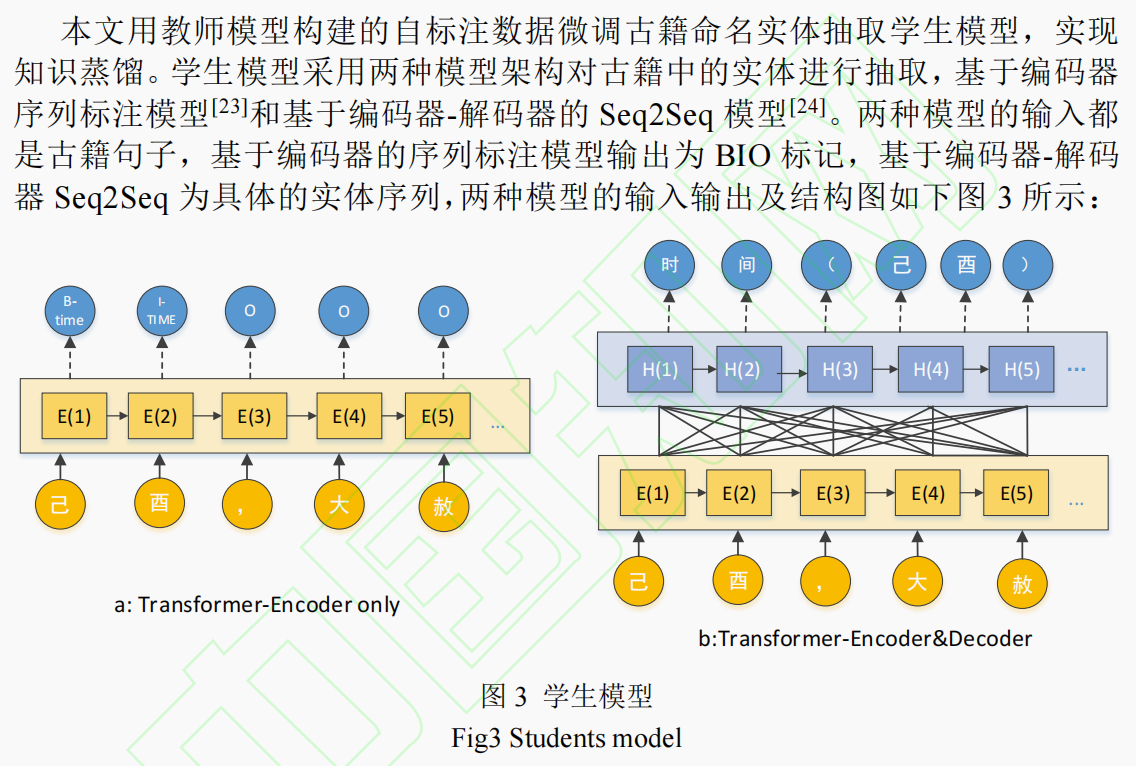 本文用教师模型构建的自标注数据微调古籍命名实体抽取学生模型，实现
知识蒸馏。学生模型采用两种模型架构对古籍中的实体进行抽取，基于编码器
序列标注模型[23]和基于编码器-解码器的 Seq2Seq 模型[24]。两种模型的输入都
是古籍句子，基于编码器的序列标注模型输出为 BIO 标记，基于编码器-解码
器 Seq2Seq 为具体的实体序列，两种模型的输入输出及结构图如下图 3 所示：
B-time I-TIME O O O
E(1) E(2) E(3) E(4) E(5) ...
己 酉 ， 大 赦
a: Transformer-Encoder only
时 间 （ 己 酉 ）
H(1) H(2) H(3) H(4) H(5) ...
E(1) E(2) E(3) E(4) E(5) ...
己 酉 ， 大 赦
b:Transformer-Encoder&Decoder
图 3 学生模型
Fig3 Students model
中国知网